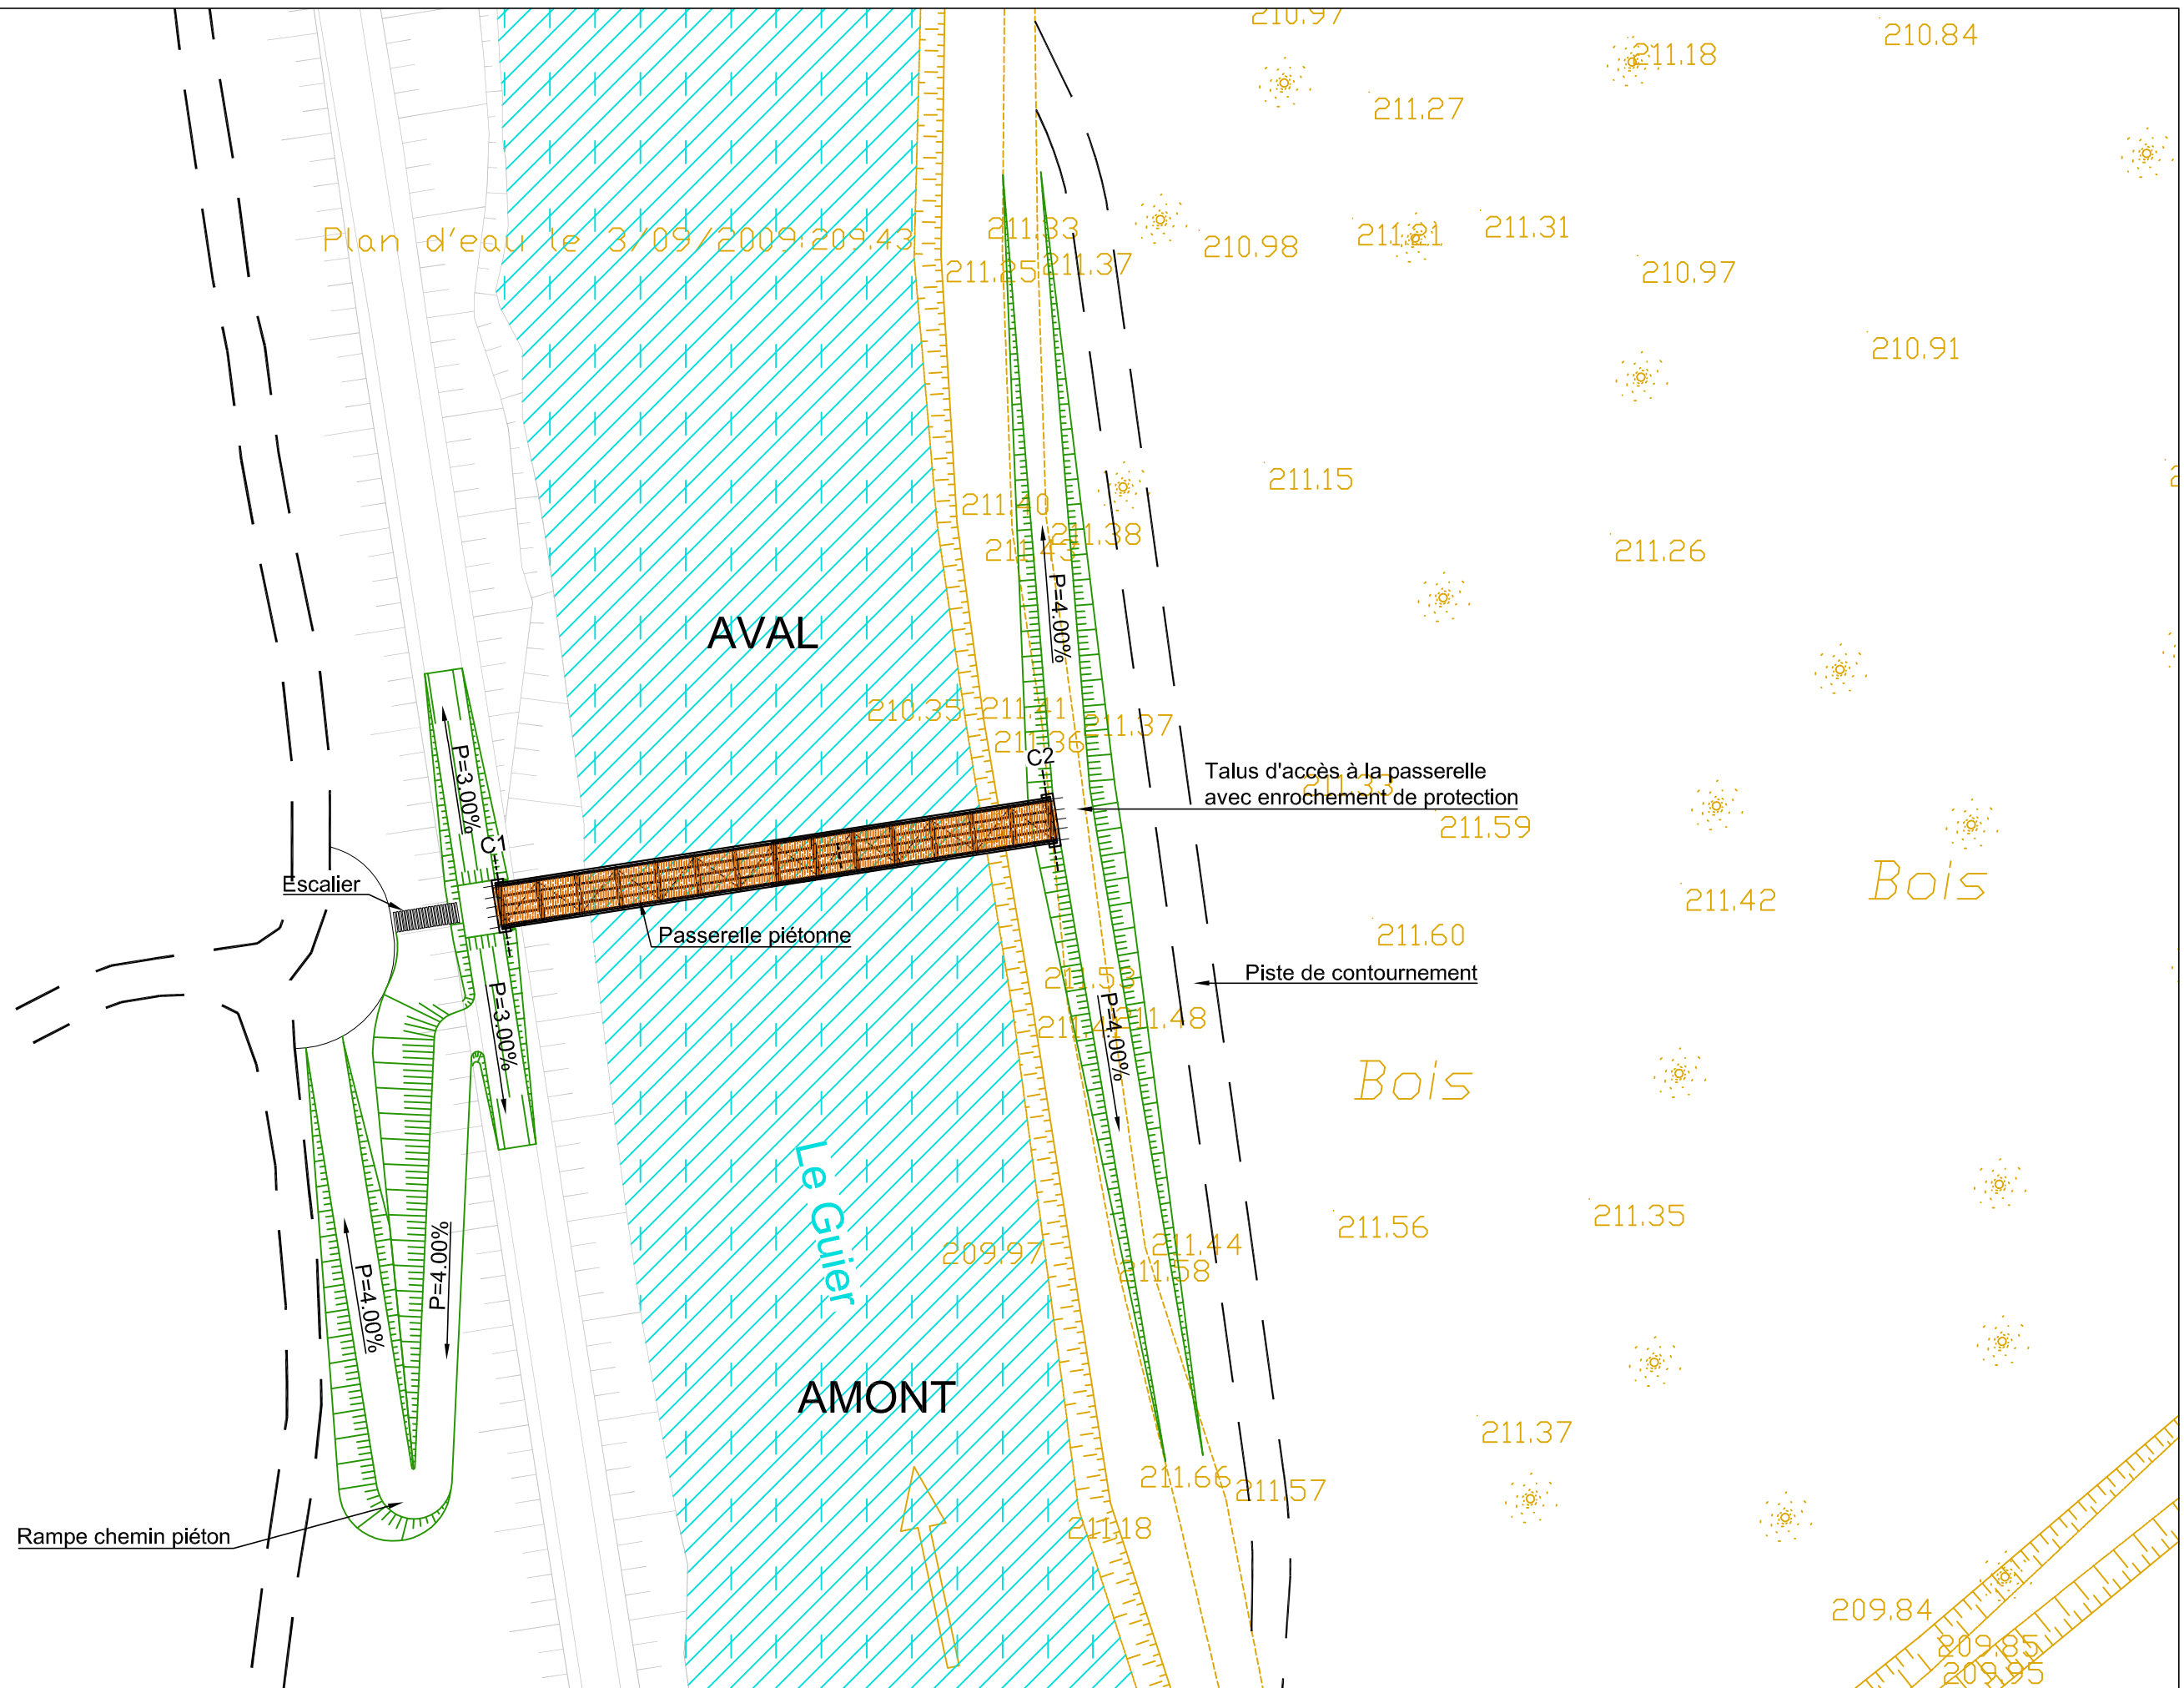 210.97
210.84
211.18
211.27
Plan d'eau le 3/09/2009:209.43
211.33
210.98
211.21
211.31
211.25
211.37
210.97
210.91
211.15
211.40
211.38
211.43
211.26
P=4.00%
AVAL
210.35
211.41
211.37
211.36
C2
P=3.00%
Talus d'accès à la passerelle
avec enrochement de protection
211.33
211.59
C1
Escalier
Bois
211.42
Passerelle piétonne
211.60
Piste de contournement
211.53
P=3.00%
P=4.00%
211.48
Bois
Le Guier
211.56
211.35
209.97
211.44
211.58
P=4.00%
P=4.00%
AMONT
211.37
211.66
211.57
Rampe chemin piéton
211.18
209.84
209.85
209.95